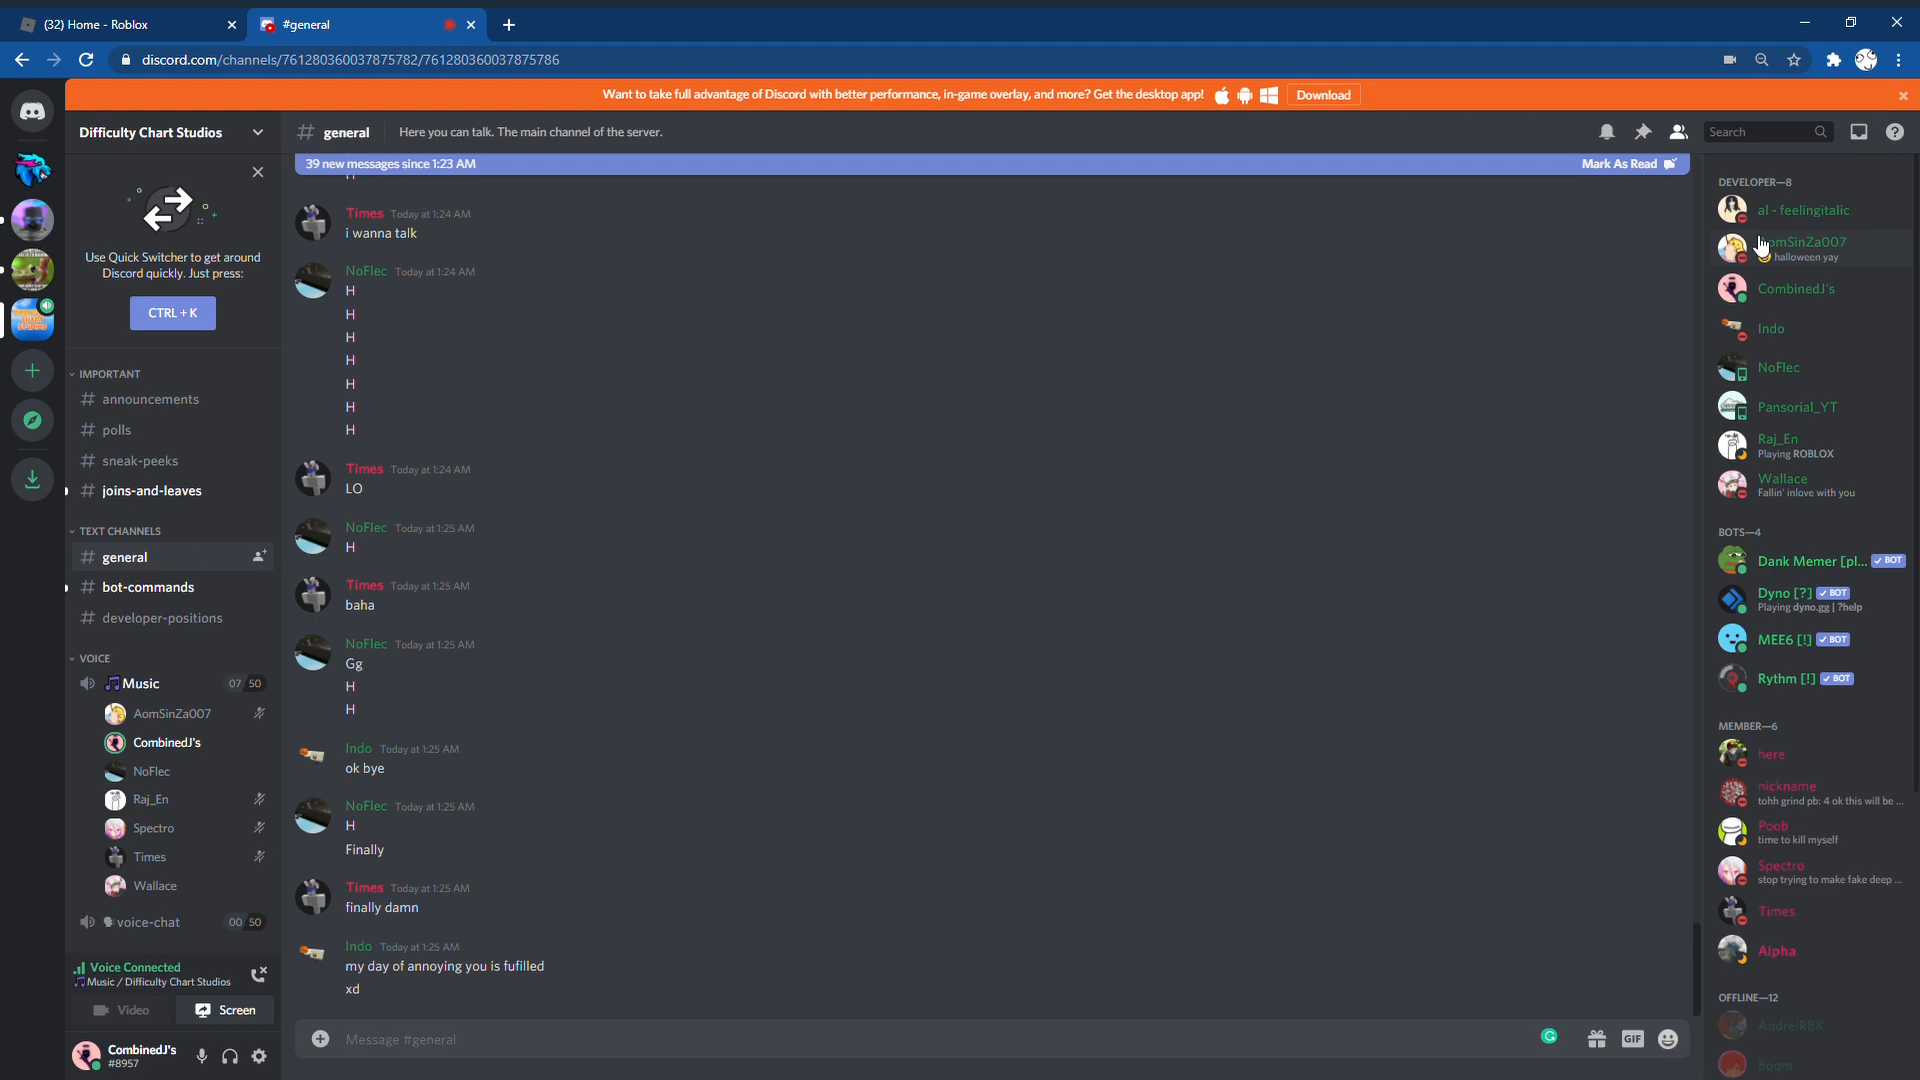 (32) Home - Roblox
#general
discord.com/channels/761280360037875782/761280360037875786
Want to take full advantage of Discord with better performance, in-game overlay, and more? Get the desktop app!
Download
Difficulty Chart Studios
general
Here you can talk. The main channel of the server.
Search
39 new messages since 1:23 AM
Mark As Read
Use Quick Switcher to get around
Discord quickly. Just press:
CTRL + K
IMPORTANT
announcements
polls
sneak-peeks
joins-and-leaves
TEXT CHANNELS
general
bot-commands
developer-positions
VOICE
Music 07 50
AomSinZa007
CombinedJ's
NoFlec
Raj_En
Spectro
Times
Wallace
voice-chat 00 50
Voice Connected
Music / Difficulty Chart Studios
Video
Screen
CombinedJ's
#8957
Times Today at 1:24 AM
i wanna talk
NoFlec Today at 1:24 AM
H
H
H
H
H
H
H
Times Today at 1:24 AM
LO
NoFlec Today at 1:25 AM
H
Times Today at 1:25 AM
baha
NoFlec Today at 1:25 AM
Gg
H
H
Indo Today at 1:25 AM
ok bye
NoFlec Today at 1:25 AM
H
Finally
Times Today at 1:25 AM
finally damn
Indo Today at 1:25 AM
my day of annoying you is fufilled
xd
Message #general
GIF
DEVELOPER—8
al - feelingitalic
omSinZa007
halloween yay
CombinedJ's
Indo
NoFlec
Pansorial_YT
Raj_En
Playing ROBLOX
Wallace
Fallin' inlove with you
BOTS—4
Dank Memer [pl... BOT
Dyno [?] BOT
Playing dyno.gg | ?help
MEE6 [!] BOT
Rythm [!] BOT
MEMBER—6
here
nickname
tohh grind pb: 4 ok this will be ...
Poob
time to kill myself
Spectro
stop trying to make fake deep ...
Times
Alpha
OFFLINE—12
AndreiRBX
Boom